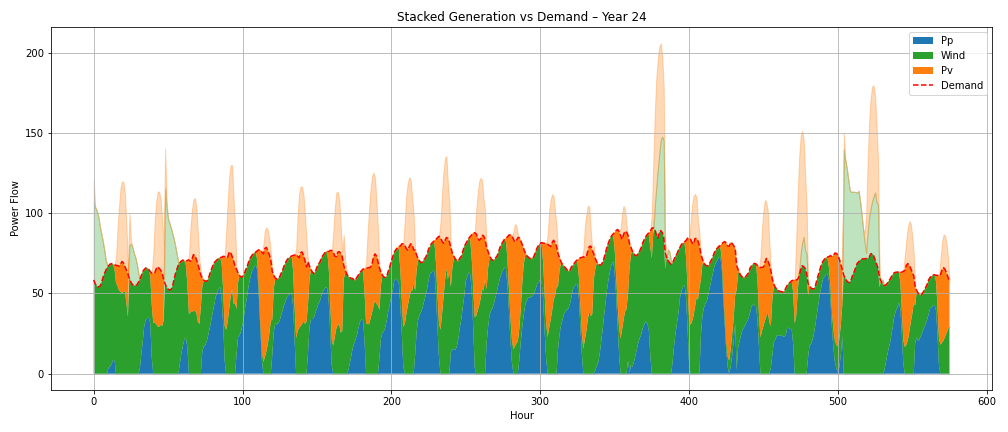 Stacked Generation vs Demand – Year 24
Pp
Wind
Pv
Demand
Power Flow
200
150
100
50
0
0 100 200 300 400 500 600
Hour